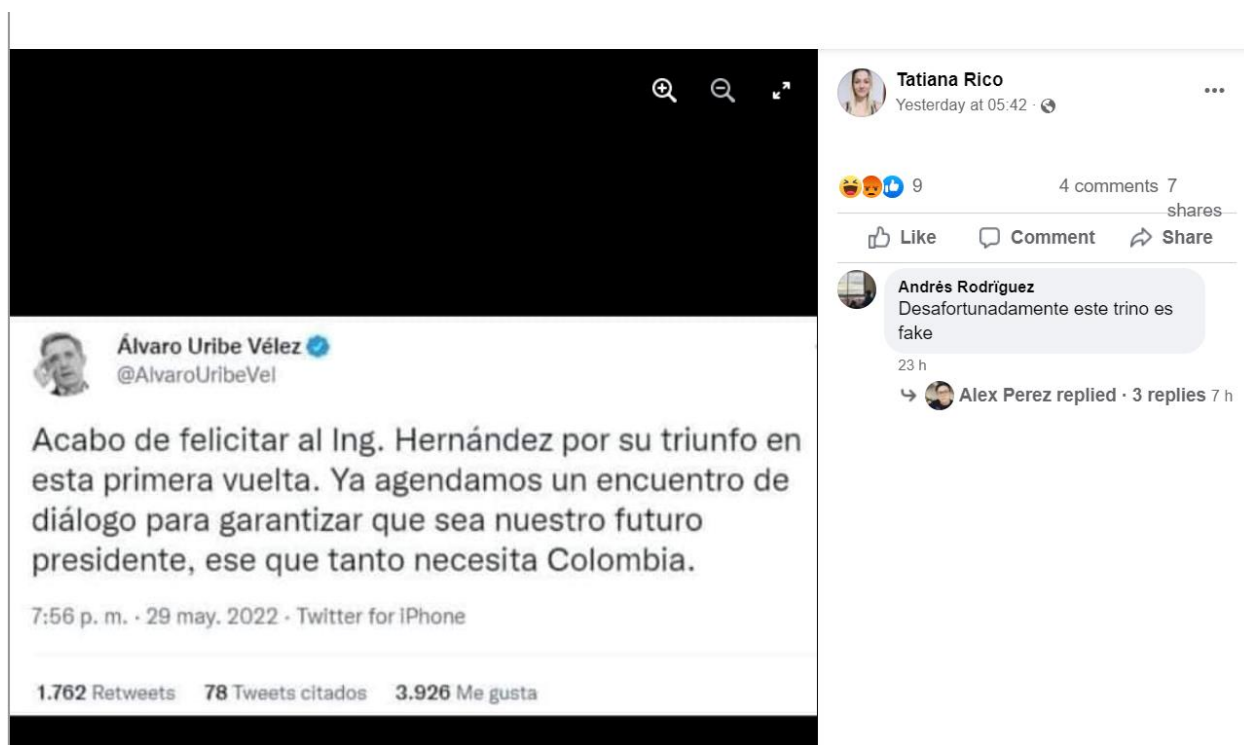 Álvaro Uribe Vélez
@AlvaroUribeVel
Acabo de felicitar al Ing. Hernández por su triunfo en
esta primera vuelta. Ya agendamos un encuentro de
diálogo para garantizar que sea nuestro futuro
presidente, ese que tanto necesita Colombia.
7:56 p. m. · 29 may. 2022 · Twitter for iPhone
1.762 Retweets 78 Tweets citados 3.926 Me gusta
Tatiana Rico
Yesterday at 05:42 ·
9 4 comments 7
shares
Like Comment Share
Andrés Rodrïguez
Desafortunadamente este trino es
fake
23 h
Alex Perez replied · 3 replies 7 h